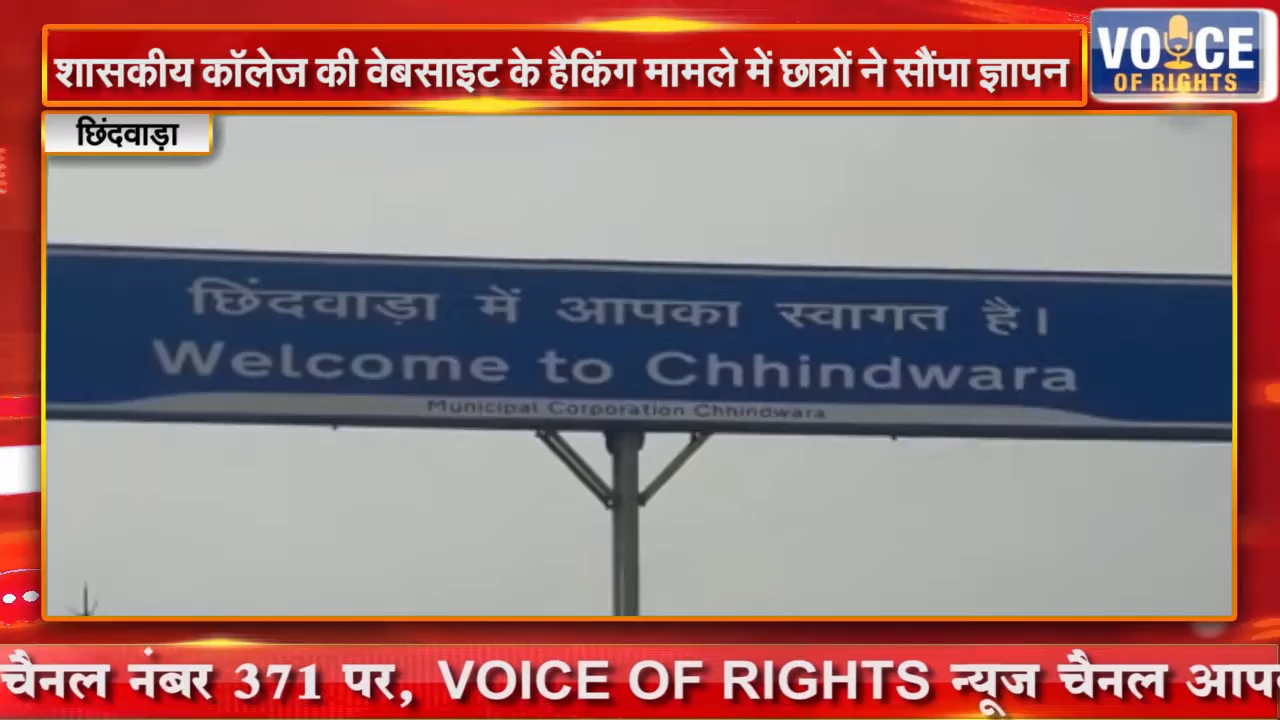 शासकीय कॉलेज की वेबसाइट के हैकिंग मामले में छात्रों ने सौंपा ज्ञापन
VOICE
OF RIGHTS
छिंदवाड़ा
छिंदवाड़ा में आपका स्वागत है।
Welcome to Chhindwara
Municipal Corporation Chhindwara
चैनल नंबर 371 पर, VOICE OF RIGHTS न्यूज चैनल आप